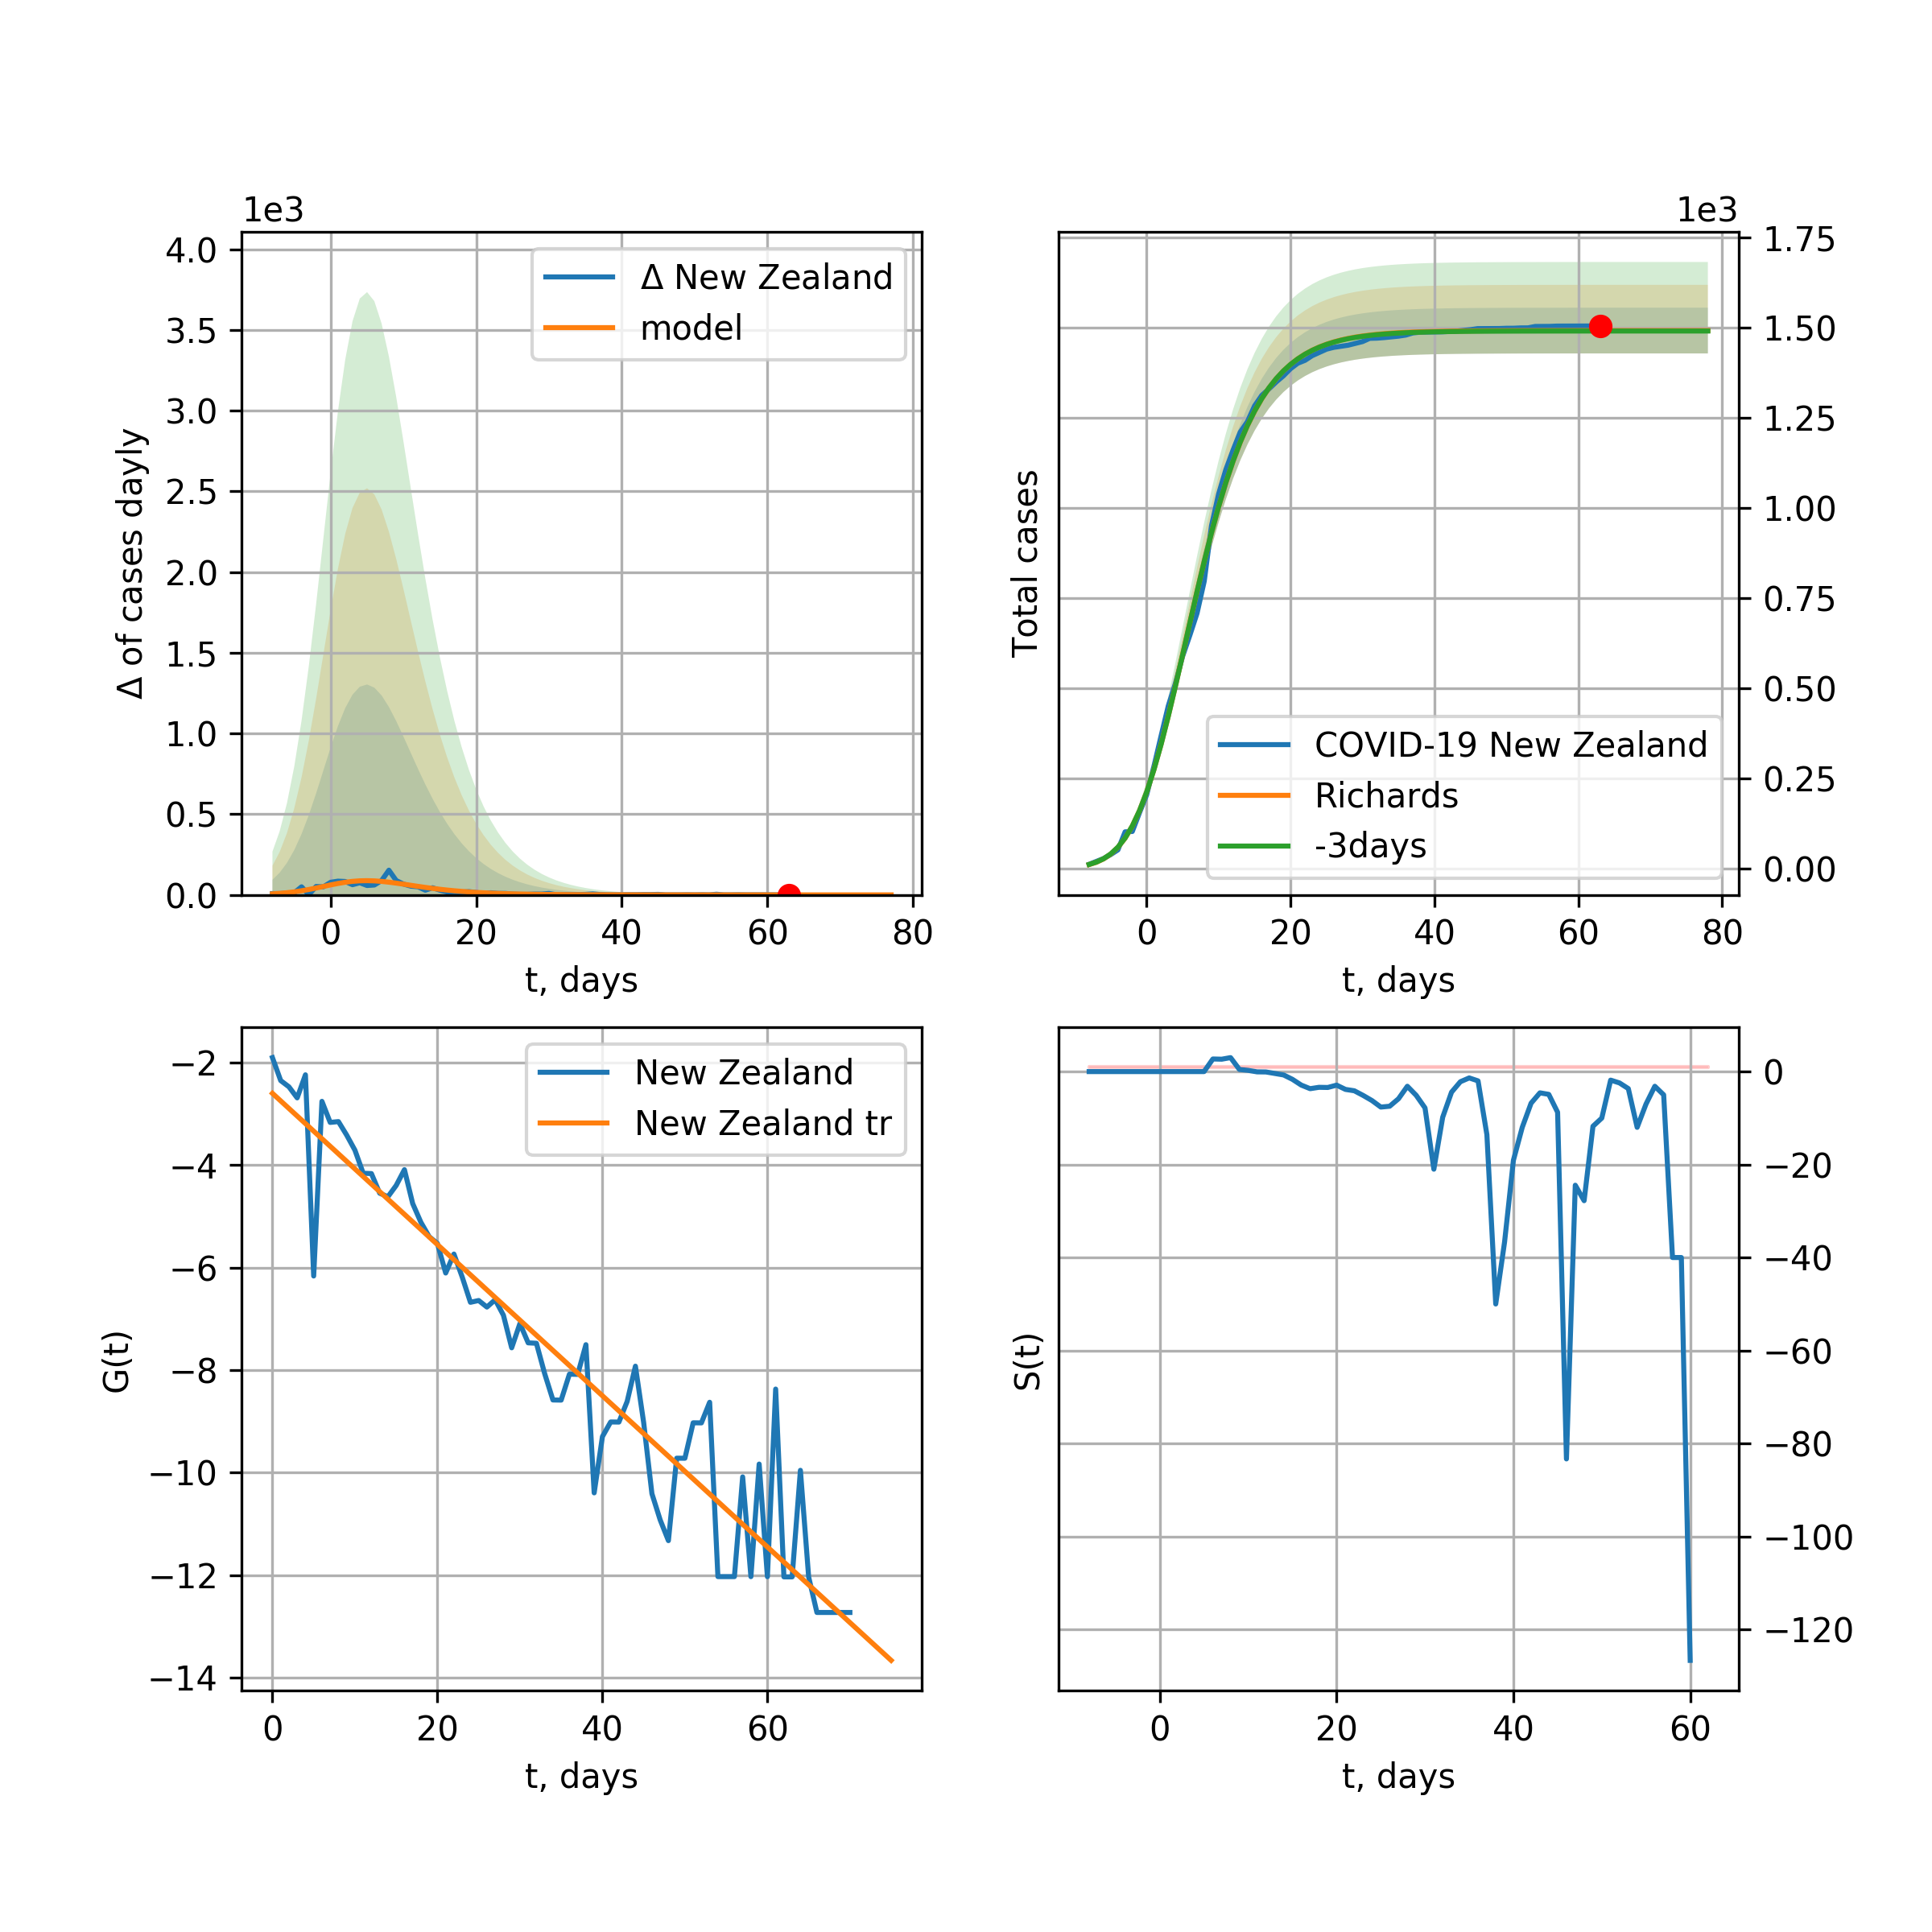 1e3
4.0
3.5
3.0
2.5
2.0
1.5
1.0
0.5
0.0
Δ of cases dayly
Δ New Zealand
model
0 20 40 60 80
t, days
1e3
1.75
1.50
1.25
1.00
0.75
0.50
0.25
0.00
Total cases
COVID-19 New Zealand
Richards
-3days
0 20 40 60 80
t, days
−2
−4
−6
−8
−10
−12
−14
G(t)
New Zealand
New Zealand tr
0 20 40 60
t, days
0
−20
−40
−60
−80
−100
−120
S(t)
0 20 40 60
t, days